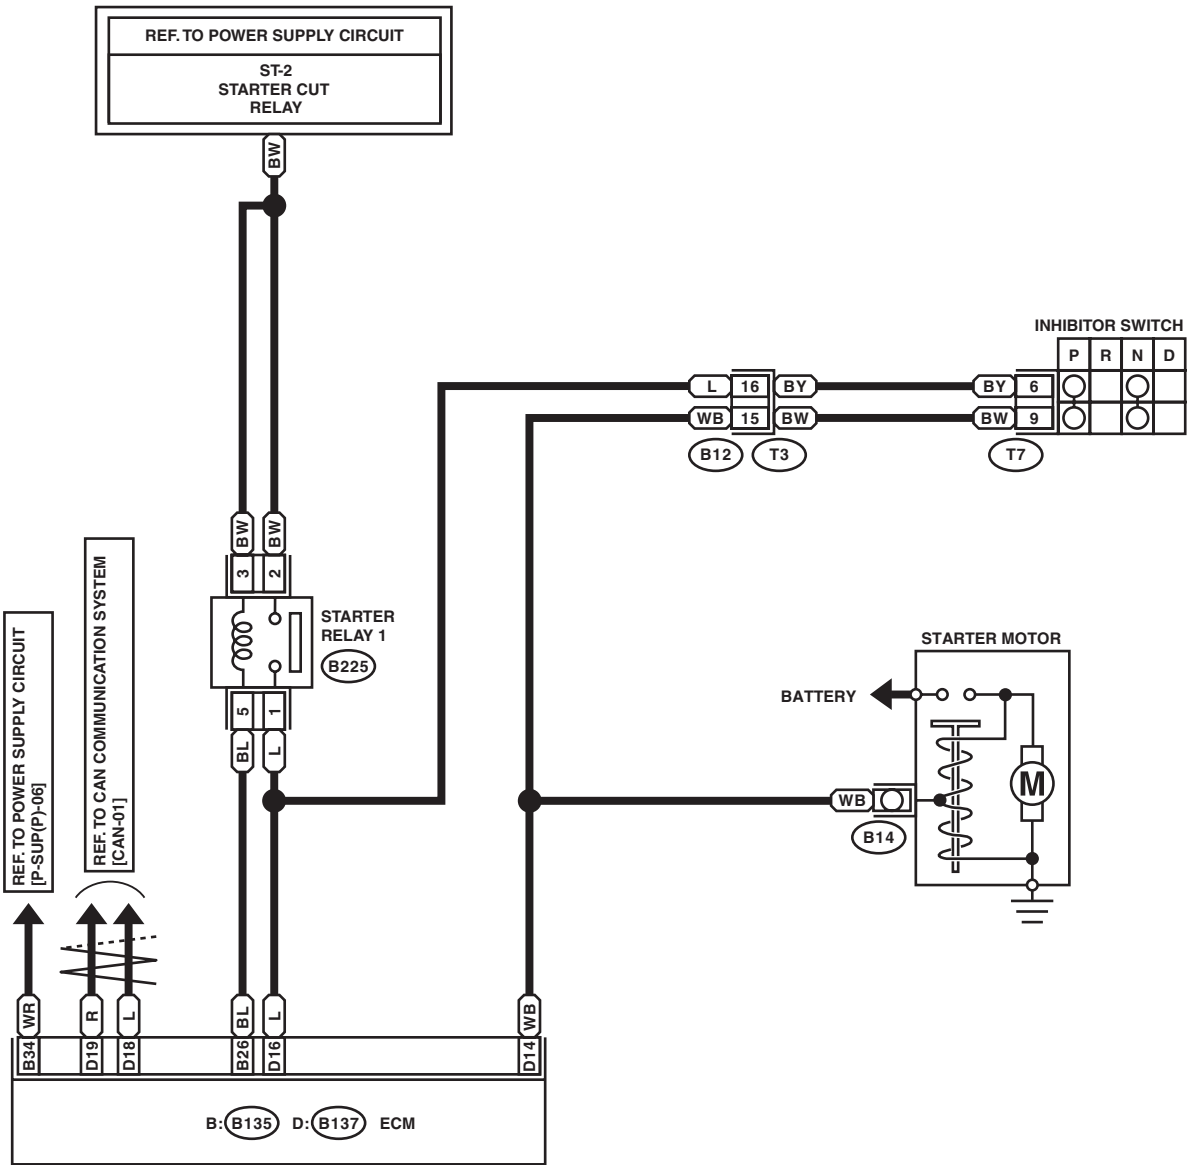 REF. TO POWER SUPPLY CIRCUIT
ST-2
STARTER CUT
RELAY
BW
INHIBITOR SWITCH
P R N D
L 16 BY BY 6
WB 15 BW BW 9
B12 T3 T7
BW BW
3 2
STARTER
RELAY 1
B225
5 1
BL L
REF. TO POWER SUPPLY CIRCUIT
[P-SUP(P)-06]
REF. TO CAN COMMUNICATION SYSTEM
[CAN-01]
STARTER MOTOR
BATTERY
M
WB
B14
WR R L BL L WB
B34 D19 D18 B26 D16 D14
B: B135 D: B137 ECM